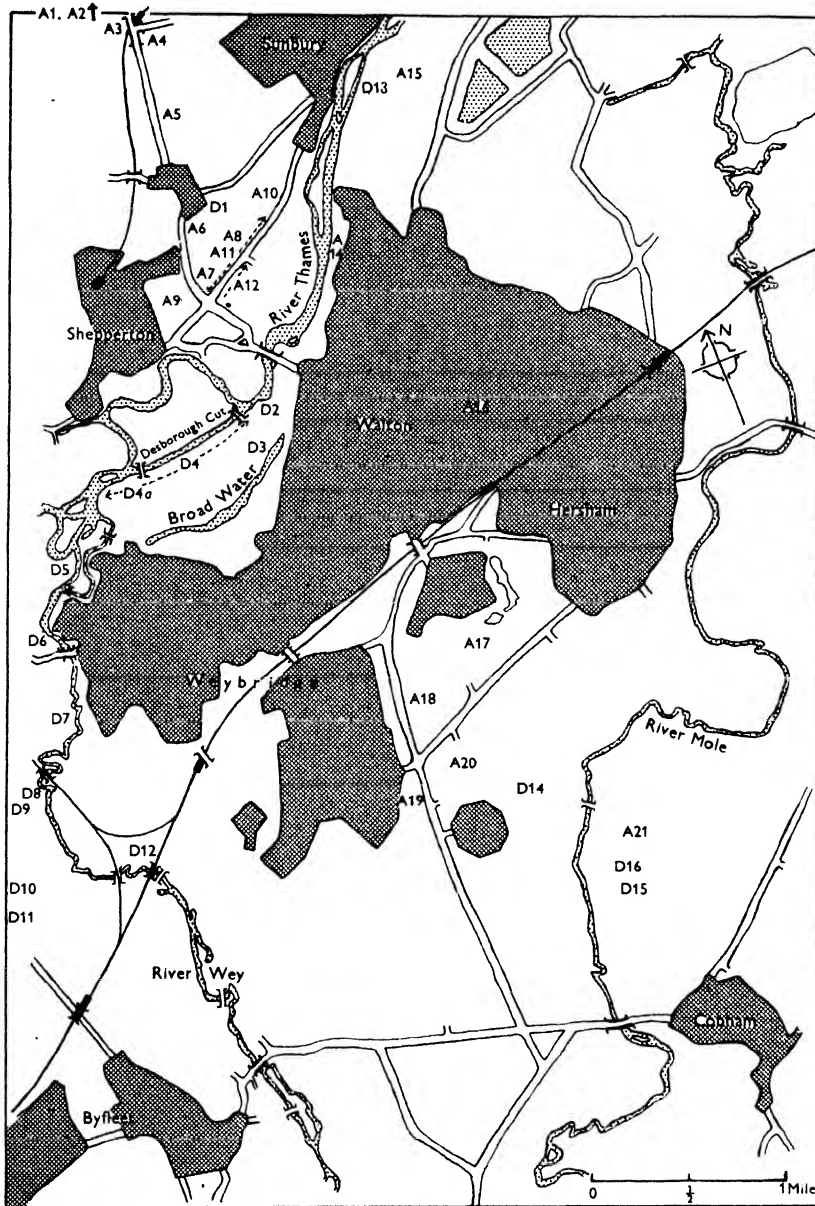 A1. A2
A3
A4
Sunbury
A15
D13
A5
A10
D1
A6
A8
A11
A7
A12
River Thames
A9
Shepperton
N
D2
Walton
Desborough Cut
D3
D4
D4a
Broad Water
Hersham
D5
D6
A17
Weybridge
A18
D7
River Mole
A20
D8
D14
A19
D9
A21
D12
D16
D10
D15
D11
River Wey
Cobham
Byfleet
0 ½ 1 Mile